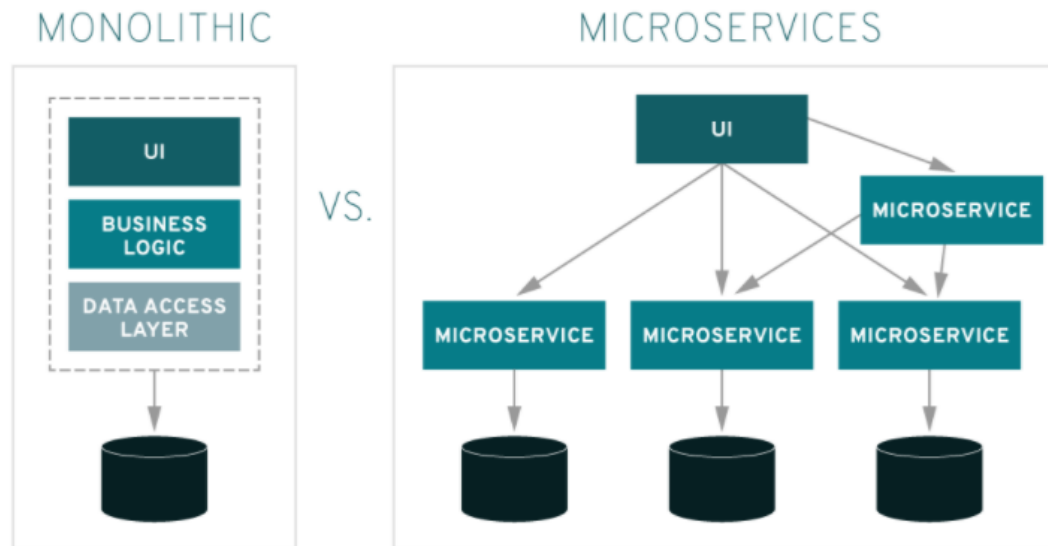 MONOLITHIC
MICROSERVICES
UI
BUSINESS
LOGIC
DATA ACCESS
LAYER
VS.
UI
MICROSERVICE
MICROSERVICE
MICROSERVICE
MICROSERVICE